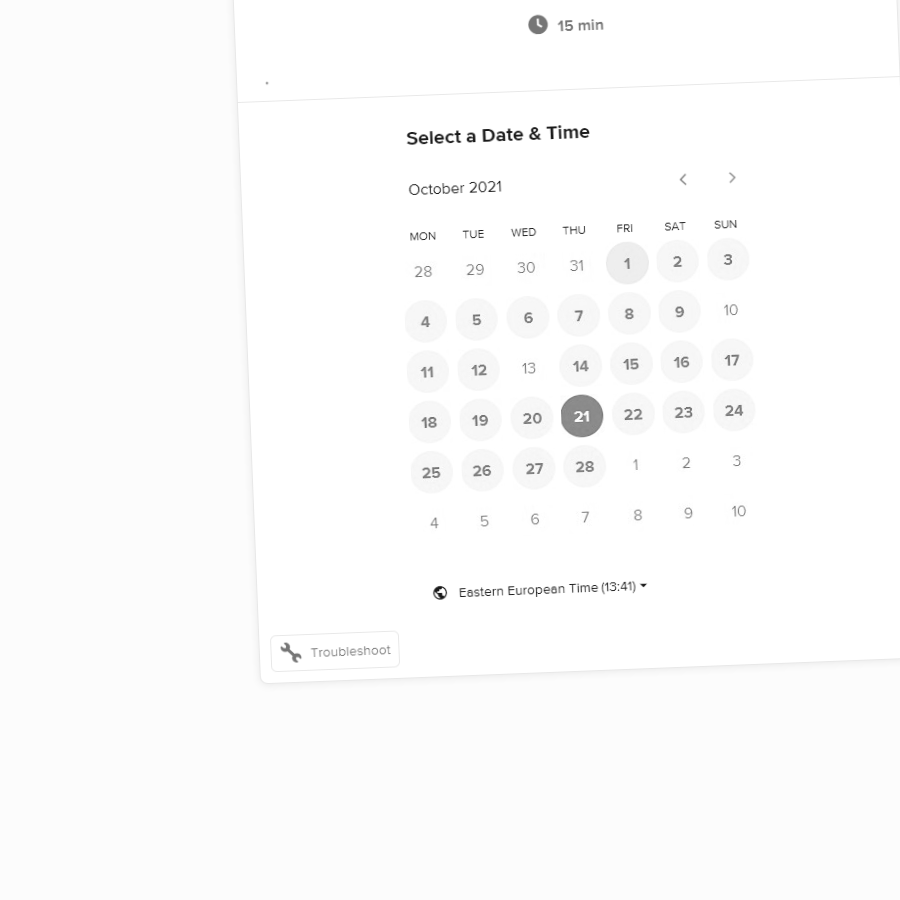 15 min
.
Select a Date & Time
October 2021
MON TUE WED THU FRI SAT SUN
28 29 30 31 1 2 3
4 5 6 7 8 9 10
11 12 13 14 15 16 17
18 19 20 21 22 23 24
25 26 27 28 1 2 3
4 5 6 7 8 9 10
Eastern European Time (13:41)
Troubleshoot